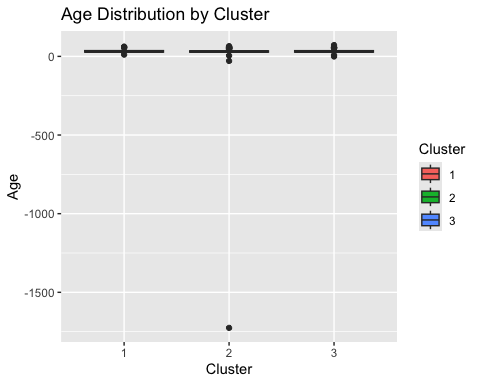 Age Distribution by Cluster
0
-500
-1000
-1500
Age
1
2
3
Cluster
Cluster
1
2
3